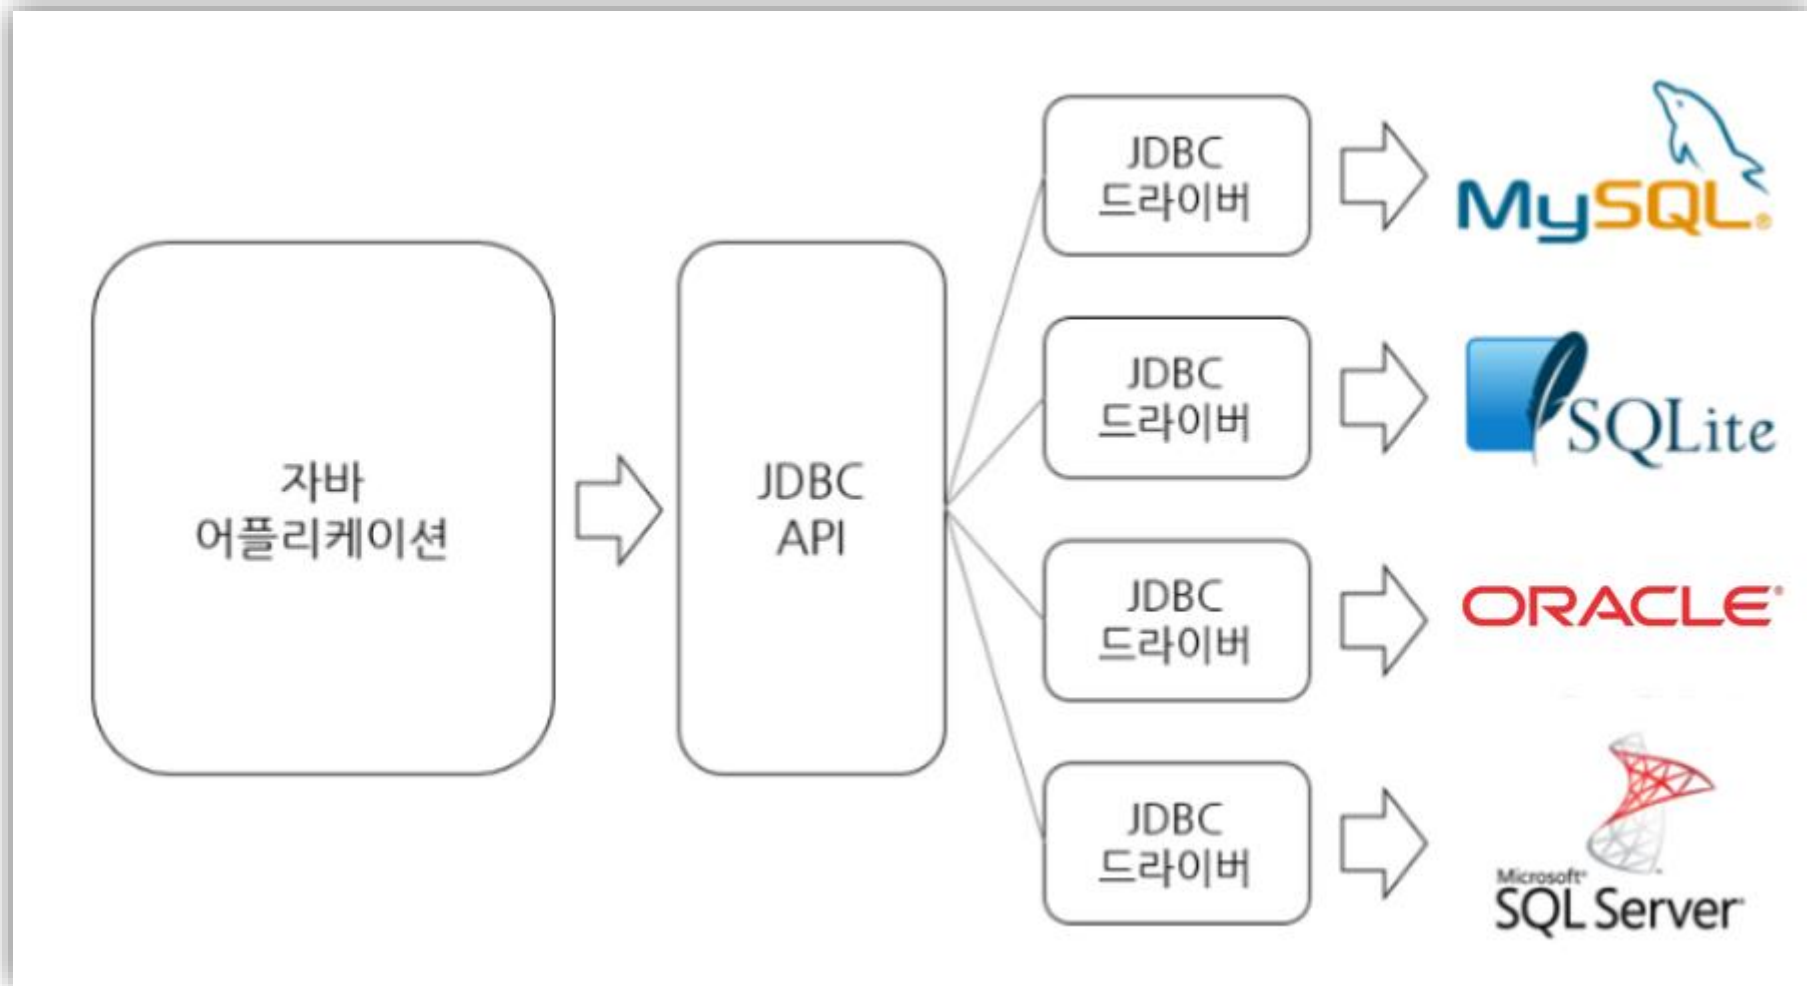 자바
어플리케이션
JDBC
API
JDBC
드라이버
MySQL®
JDBC
드라이버
SQLite
JDBC
드라이버
ORACLE®
JDBC
드라이버
Microsoft®
SQL Server